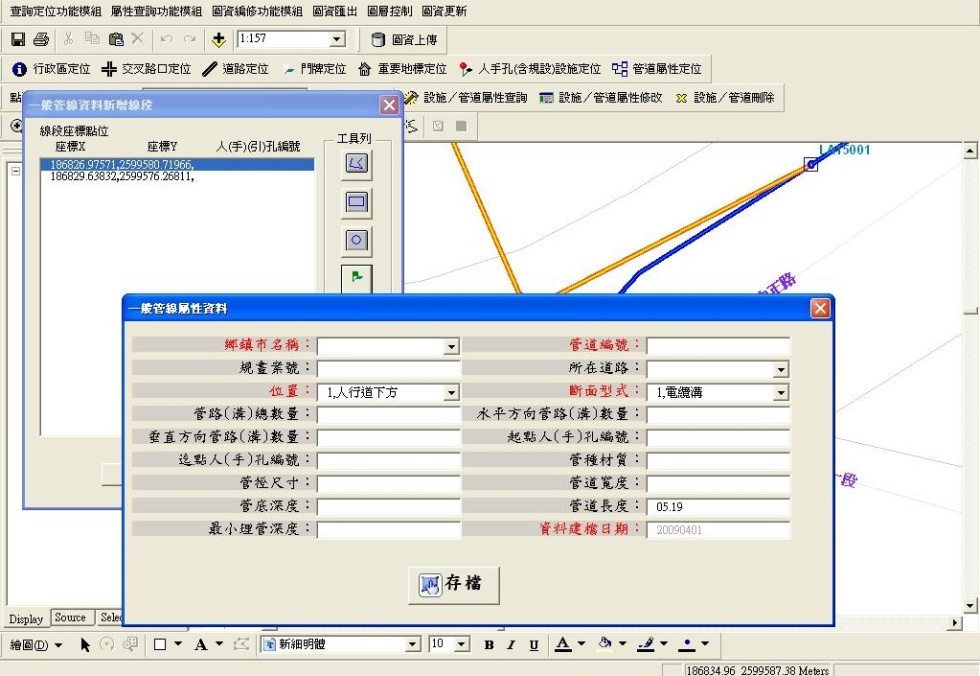 查詢定位功能模組 屬性查詢功能模組 圖資編修功能模組 圖資匯出 圖層控制 圖資更新
1:157 圖資上傳
行政區定位 交叉路口定位 道路定位 門牌定位 重要地標定位 人手孔(含規設)設施定位 管道屬性定位
點 設施／管道屬性查詢 設施／管道屬性修改 設施／管道刪除
一般管線資料新增線段
線段座標點位
座標X 座標Y 人(手)(引)孔編號 工具列
186826.97571,2599580.71966,
186829.63832,2599576.26811,
LA15001
正路
一段
一般管線屬性資料
鄉鎮市名稱： 管道編號：
規畫案號： 所在道路：
位置： 1,人行道下方 斷面型式： 1,電纜溝
管路(溝)總數量： 水平方向管路(溝)數量：
垂直方向管路(溝)數量： 起點人(手)孔編號：
迄點人(手)孔編號： 管種材質：
管徑尺寸： 管道寬度：
管底深度： 管道長度： 05.19
最小埋管深度： 資料建檔日期： 20090401
存檔
Display Source Selec
繪圖(D) A 新細明體 10 B I U A
186834.96 2599587.38 Meters